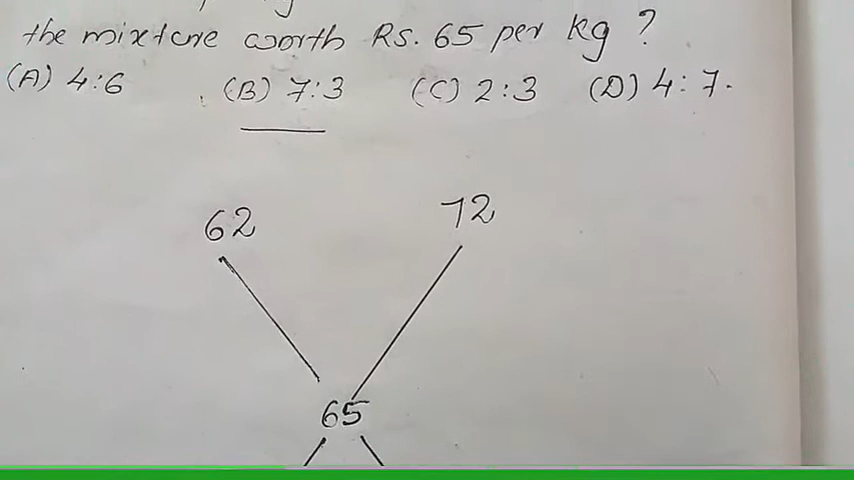 the mixture worth Rs. 65 per kg ?
(A) 4:6 (B) 7:3 (C) 2:3 (D) 4:7.
62 72
65